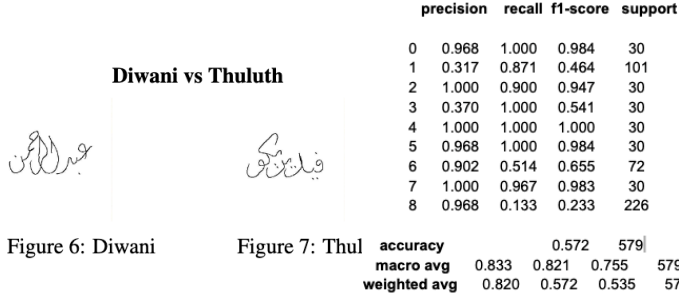 precision recall f1-score support
0 0.968 1.000 0.984 30
1 0.317 0.871 0.464 101
2 1.000 0.900 0.947 30
3 0.370 1.000 0.541 30
4 1.000 1.000 1.000 30
5 0.968 1.000 0.984 30
6 0.902 0.514 0.655 72
7 1.000 0.967 0.983 30
8 0.968 0.133 0.233 226
accuracy 0.572 579
macro avg 0.833 0.821 0.755 579
weighted avg 0.820 0.572 0.535 57
Diwani vs Thuluth
عبدالرحمن
Figure 6: Diwani
Figure 7: Thul